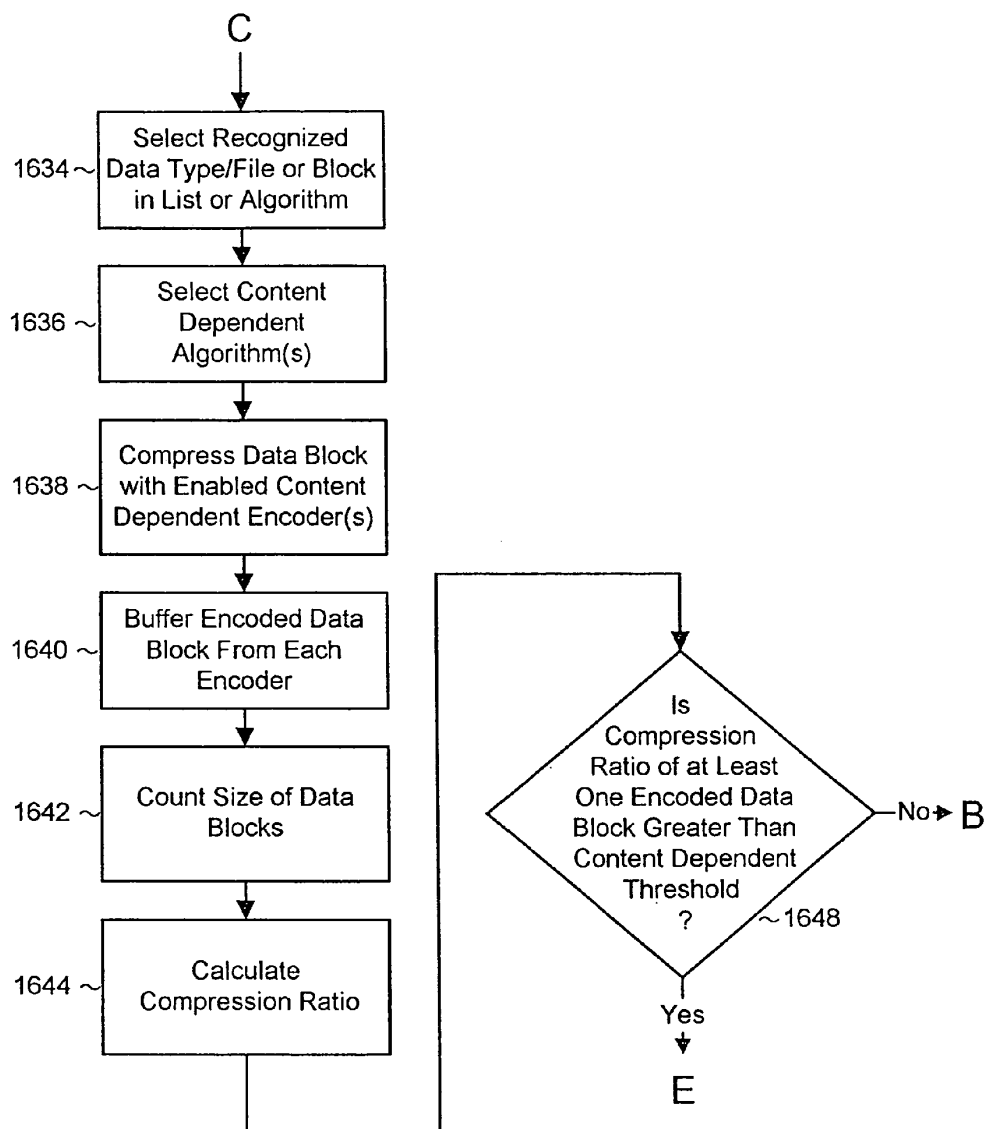 C
1634
Select Recognized
Data Type/File or Block
in List or Algorithm
1636
Select Content
Dependent
Algorithm(s)
1638
Compress Data Block
with Enabled Content
Dependent Encoder(s)
1640
Buffer Encoded Data
Block From Each
Encoder
1642
Count Size of Data
Blocks
1644
Calculate
Compression Ratio
Is
Compression
Ratio of at Least
One Encoded Data
Block Greater Than
Content Dependent
Threshold
?
1648
No
B
Yes
E